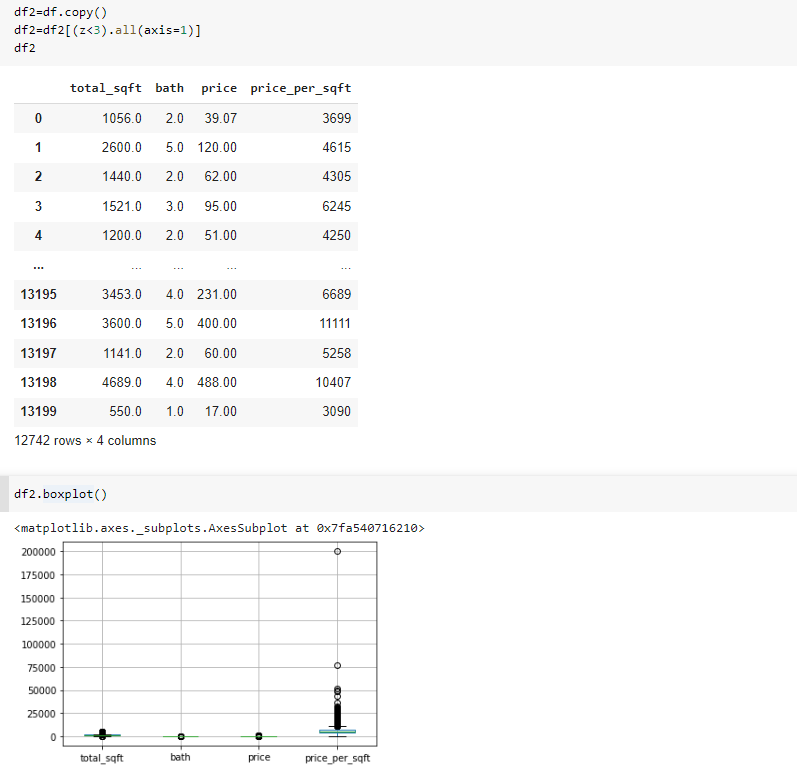 df2=df.copy()
df2=df2[(z<3).all(axis=1)]
df2
total_sqft bath price price_per_sqft
0 1056.0 2.0 39.07 3699
1 2600.0 5.0 120.00 4615
2 1440.0 2.0 62.00 4305
3 1521.0 3.0 95.00 6245
4 1200.0 2.0 51.00 4250
... ... ... ... ...
13195 3453.0 4.0 231.00 6689
13196 3600.0 5.0 400.00 11111
13197 1141.0 2.0 60.00 5258
13198 4689.0 4.0 488.00 10407
13199 550.0 1.0 17.00 3090
12742 rows × 4 columns
df2.boxplot()
<matplotlib.axes._subplots.AxesSubplot at 0x7fa540716210>
200000
175000
150000
125000
100000
75000
50000
25000
0
total_sqft bath price price_per_sqft